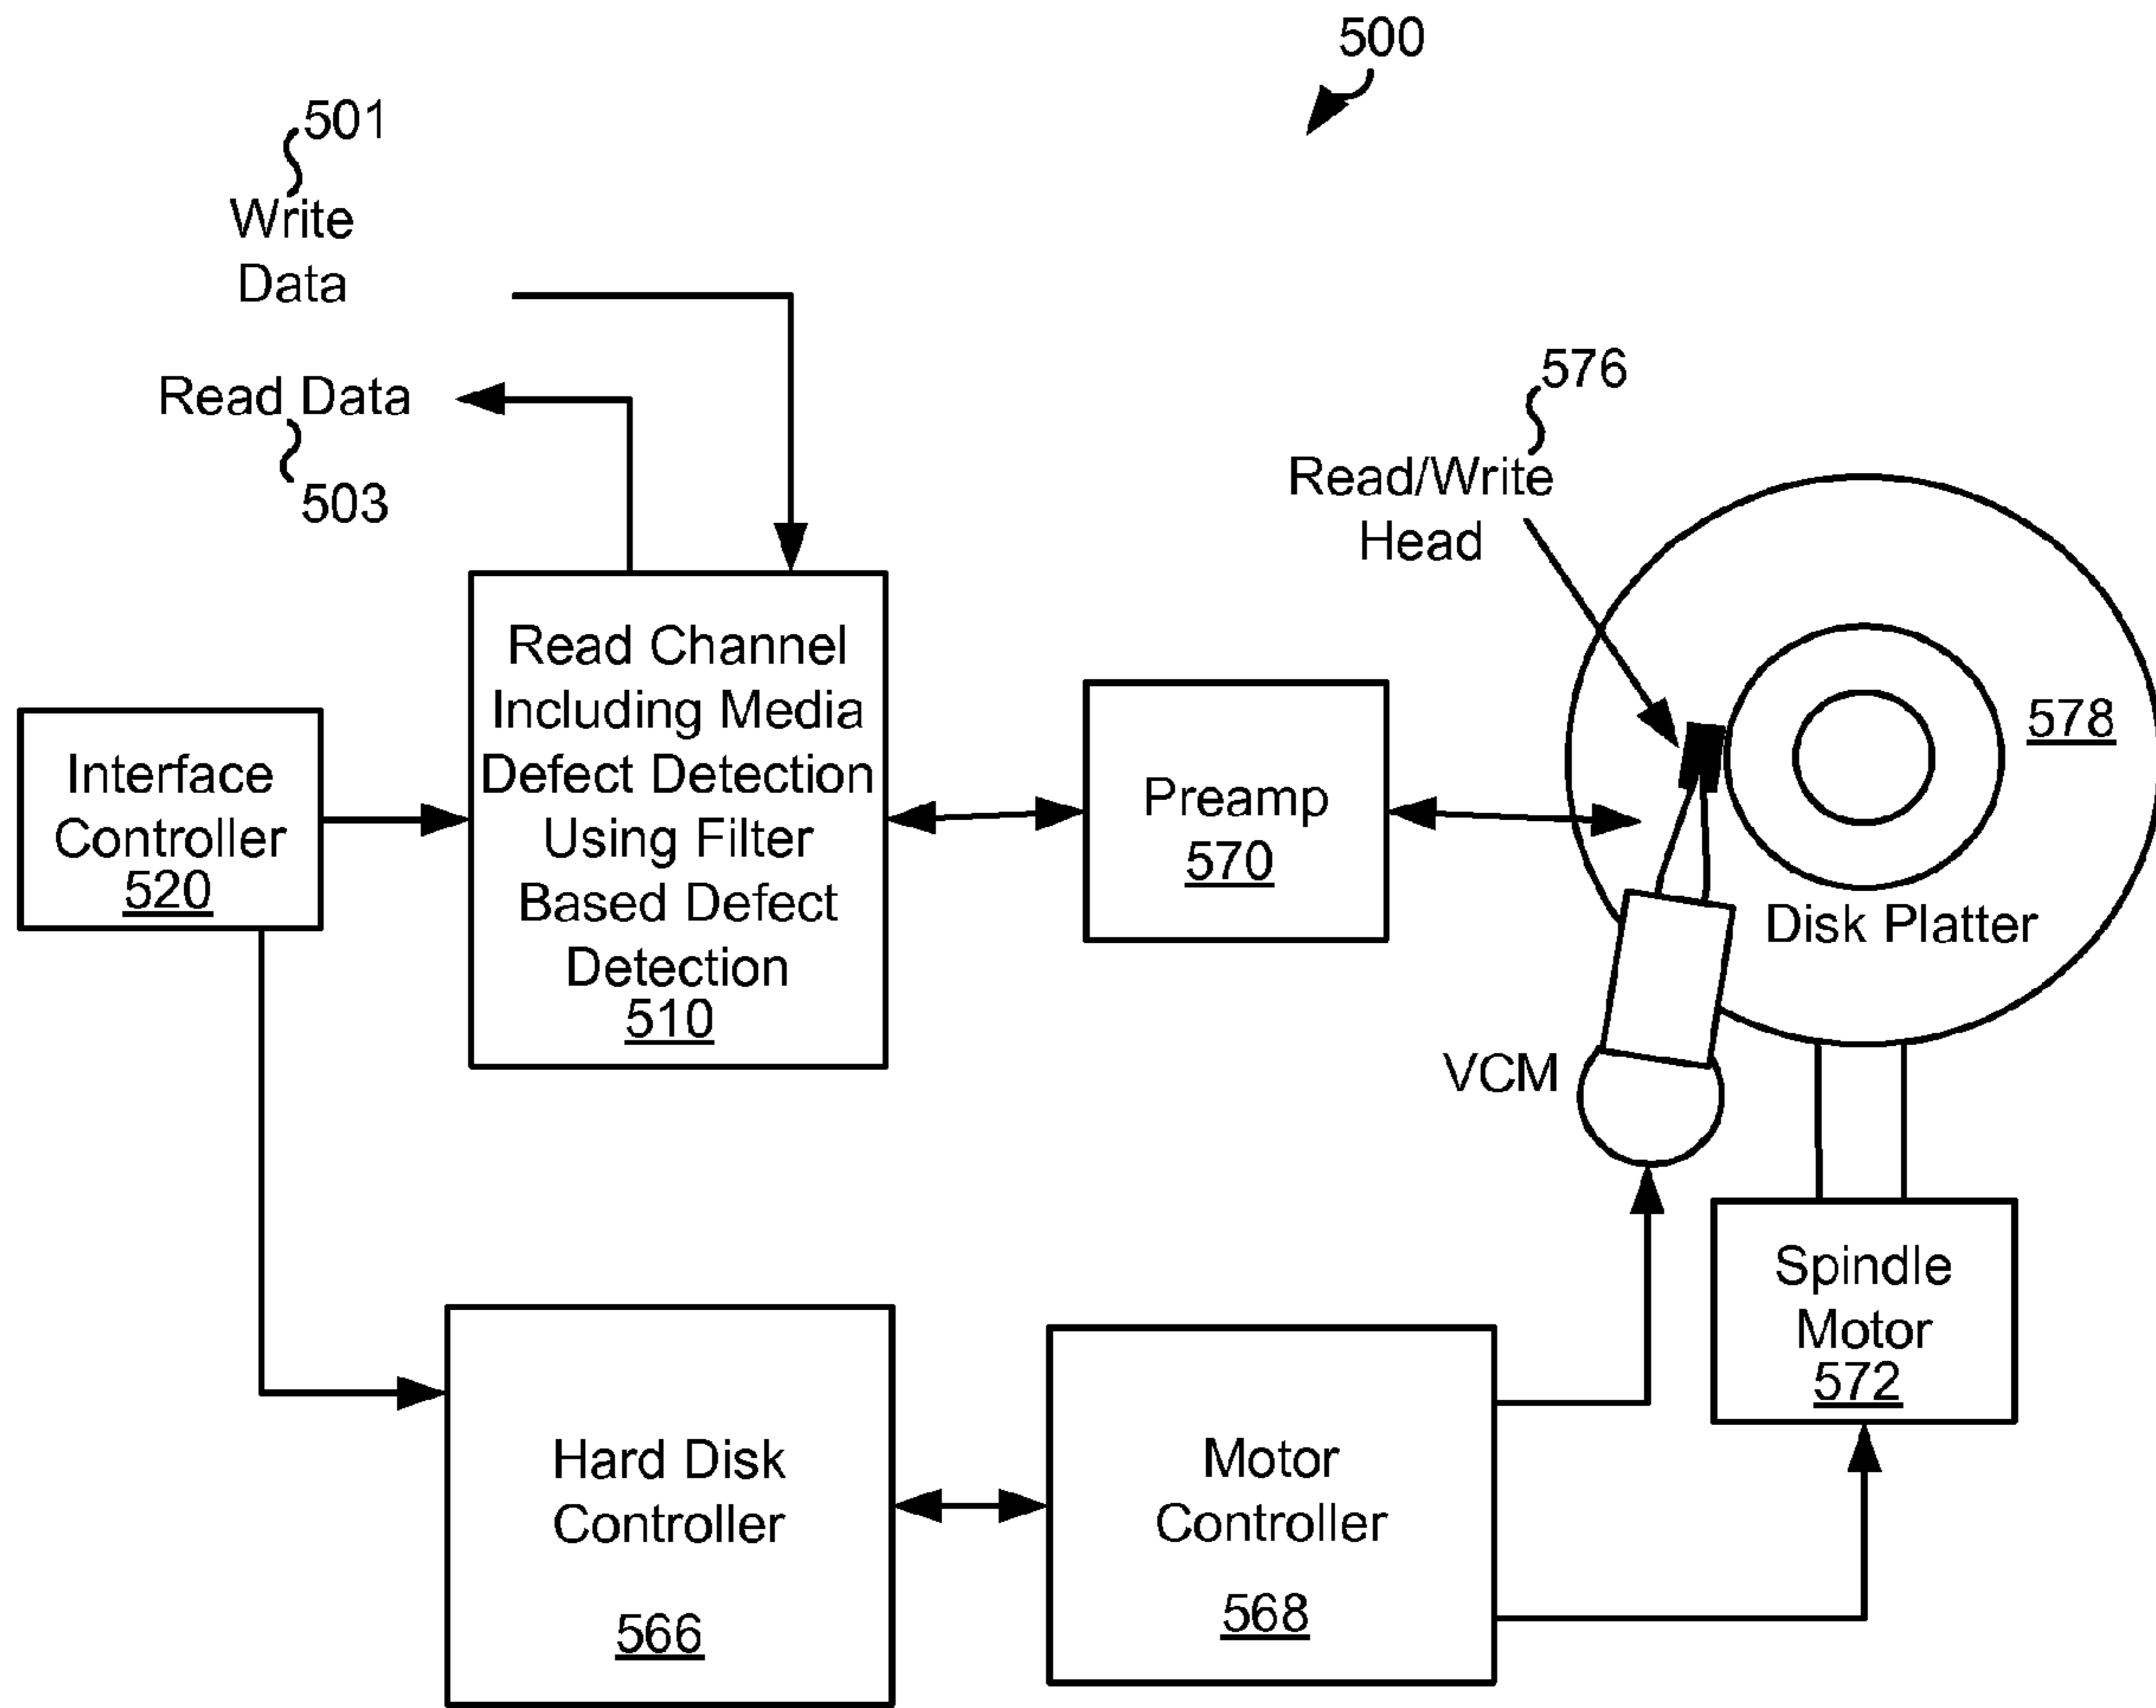 500
501
Write
Data
Read Data
503
576
Read/Write
Head
Read Channel
Including Media
Defect Detection
Using Filter
Based Defect
Detection
510
Interface
Controller
520
Preamp
570
578
Disk Platter
VCM
Spindle
Motor
572
Hard Disk
Controller
566
Motor
Controller
568